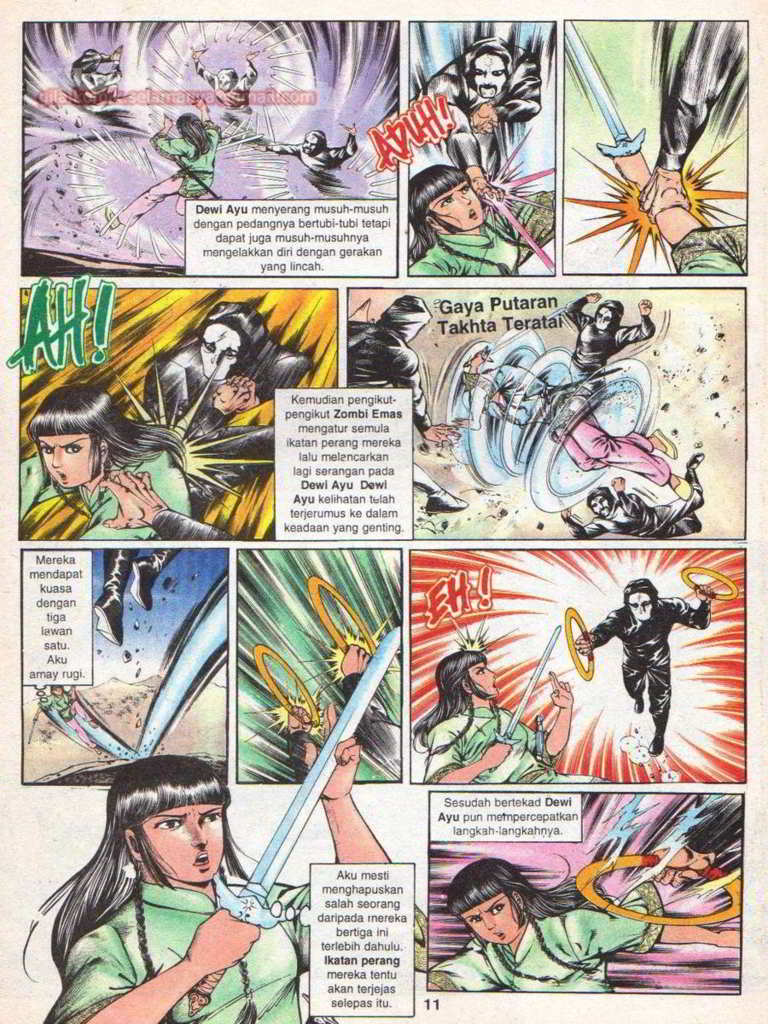 Dewi Ayu menyerang musuh-musuh
dengan pedangnya bertubi-tubi tetapi
dapat juga musuh-musuhnya
mengelakkan diri dengan gerakan
yang lincah.
ADUH!
AH!
Kemudian pengikut-
pengikut Zombi Emas
mengatur semula
ikatan perang mereka
lalu melancarkan
lagi serangan pada
Dewi Ayu Dewi
Ayu kelihatan telah
terjerumus ke dalam
keadaan yang genting.
Gaya Putaran
Takhta Teratai
Mereka
mendapat
kuasa
dengan
tiga
lawan
satu.
Aku
amay rugi.
EH!
Aku mesti
menghapuskan
salah seorang
daripada mereka
bertiga ini
terlebih dahulu.
Ikatan perang
mereka tentu
akan terjejas
selepas itu.
Sesudah bertekad Dewi
Ayu pun mempercepatkan
langkah-langkahnya.
11